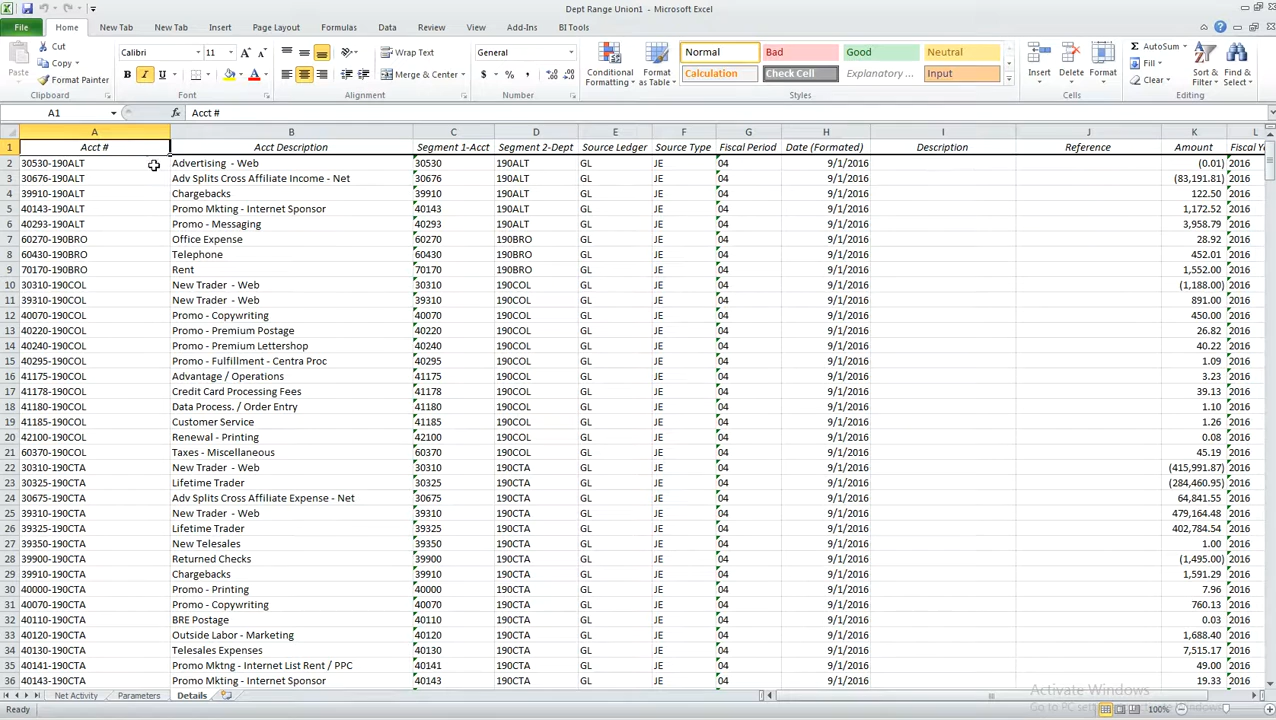 Dept Range Union1 - Microsoft Excel
File Home New Tab New Tab Insert Page Layout Formulas Data Review View Add-Ins BI Tools
Paste Cut Calibri 11 Wrap Text General Normal Bad Good Neutral AutoSum
Copy Conditional Formatting Format as Table Insert Delete Format Fill Sort & Filter Find & Select
Format Painter Merge & Center Calculation Check Cell Explanatory ... Input Clear
Clipboard Font Alignment Number Styles Cells Editing
A1 fx Acct #
A B C D E F G H I J K L
1 Acct # Acct Description Segment 1-Acct Segment 2-Dept Source Ledger Source Type Fiscal Period Date (Formatted) Description Reference Amount Fiscal Y
2 30530-190ALT Advertising - Web 30530 190ALT GL JE 04 9/1/2016 (0.01) 2016
3 30676-190ALT Adv Splits Cross Affiliate Income - Net 30676 190ALT GL JE 04 9/1/2016 (83,191.81) 2016
4 39910-190ALT Chargebacks 39910 190ALT GL JE 04 9/1/2016 122.50 2016
5 40143-190ALT Promo Mkting - Internet Sponsor 40143 190ALT GL JE 04 9/1/2016 1,172.52 2016
6 40293-190ALT Promo - Messaging 40293 190ALT GL JE 04 9/1/2016 3,958.79 2016
7 60270-190BRO Office Expense 60270 190BRO GL JE 04 9/1/2016 28.92 2016
8 60430-190BRO Telephone 60430 190BRO GL JE 04 9/1/2016 452.01 2016
9 70170-190BRO Rent 70170 190BRO GL JE 04 9/1/2016 1,552.00 2016
10 30310-190COL New Trader - Web 30310 190COL GL JE 04 9/1/2016 (1,188.00) 2016
11 39310-190COL New Trader - Web 39310 190COL GL JE 04 9/1/2016 891.00 2016
12 40070-190COL Promo - Copywriting 40070 190COL GL JE 04 9/1/2016 450.00 2016
13 40220-190COL Promo - Premium Postage 40220 190COL GL JE 04 9/1/2016 26.82 2016
14 40240-190COL Promo - Premium Lettershop 40240 190COL GL JE 04 9/1/2016 40.22 2016
15 40295-190COL Promo - Fulfillment - Centra Proc 40295 190COL GL JE 04 9/1/2016 1.09 2016
16 41175-190COL Advantage / Operations 41175 190COL GL JE 04 9/1/2016 3.23 2016
17 41178-190COL Credit Card Processing Fees 41178 190COL GL JE 04 9/1/2016 39.13 2016
18 41180-190COL Data Process. / Order Entry 41180 190COL GL JE 04 9/1/2016 1.10 2016
19 41185-190COL Customer Service 41185 190COL GL JE 04 9/1/2016 1.26 2016
20 42100-190COL Renewal - Printing 42100 190COL GL JE 04 9/1/2016 0.08 2016
21 60370-190COL Taxes - Miscellaneous 60370 190COL GL JE 04 9/1/2016 45.19 2016
22 30310-190CTA New Trader - Web 30310 190CTA GL JE 04 9/1/2016 (415,991.87) 2016
23 30325-190CTA Lifetime Trader 30325 190CTA GL JE 04 9/1/2016 (284,460.95) 2016
24 30675-190CTA Adv Splits Cross Affiliate Expense - Net 30675 190CTA GL JE 04 9/1/2016 64,841.55 2016
25 39310-190CTA New Trader - Web 39310 190CTA GL JE 04 9/1/2016 479,164.48 2016
26 39325-190CTA Lifetime Trader 39325 190CTA GL JE 04 9/1/2016 402,784.54 2016
27 39350-190CTA New Telesales 39350 190CTA GL JE 04 9/1/2016 1.00 2016
28 39900-190CTA Returned Checks 39900 190CTA GL JE 04 9/1/2016 (1,495.00) 2016
29 39910-190CTA Chargebacks 39910 190CTA GL JE 04 9/1/2016 1,591.29 2016
30 40000-190CTA Promo - Printing 40000 190CTA GL JE 04 9/1/2016 7.96 2016
31 40070-190CTA Promo - Copywriting 40070 190CTA GL JE 04 9/1/2016 760.13 2016
32 40110-190CTA BRE Postage 40110 190CTA GL JE 04 9/1/2016 0.03 2016
33 40120-190CTA Outside Labor - Marketing 40120 190CTA GL JE 04 9/1/2016 1,688.40 2016
34 40130-190CTA Telesales Expenses 40130 190CTA GL JE 04 9/1/2016 7,515.17 2016
35 40141-190CTA Promo Mktng - Internet List Rent / PPC 40141 190CTA GL JE 04 9/1/2016 49.00 2016
36 40143-190CTA Promo Mkting - Internet Sponsor 40143 190CTA GL JE 04 9/1/2016 19.33 2016
Net Activity Parameters Details
Activate Windows
Go to PC settings to activate Windows.
Ready 100%